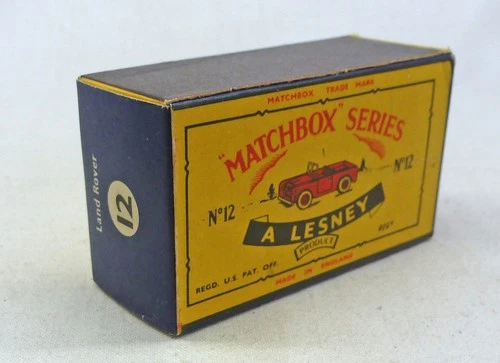 Land Rover
12
MATCHBOX TRADE MARK
"MATCHBOX" SERIES
Nº12
Nº12
A LESNEY
PRODUCT
REGD. U.S. PAT. OFF.
MADE IN ENGLAND